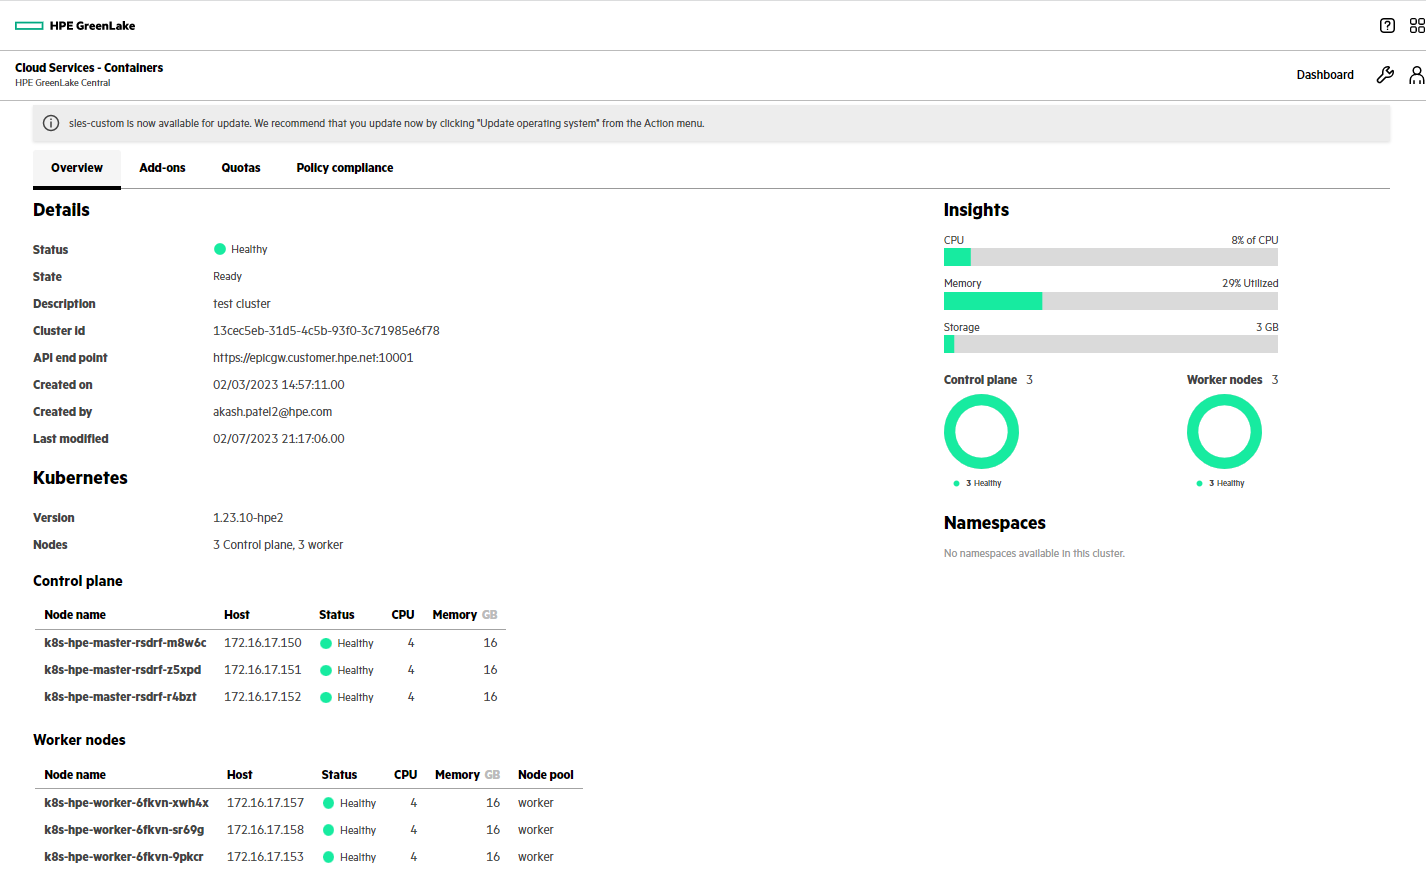 HPE GreenLake
Cloud Services - Containers
HPE GreenLake Central
Dashboard
sles-custom is now available for update. We recommend that you update now by clicking "Update operating system" from the Action menu.
Overview Add-ons Quotas Policy compliance
Details
Status Healthy
State Ready
Description test cluster
Cluster id 13cec5eb-31d5-4c5b-93f0-3c71985e6f78
API end point https://epicgw.customer.hpe.net:10001
Created on 02/03/2023 14:57:11.00
Created by akash.patel2@hpe.com
Last modified 02/07/2023 21:17:06.00
Kubernetes
Version 1.23.10-hpe2
Nodes 3 Control plane, 3 worker
Control plane
Node name Host Status CPU Memory GB
k8s-hpe-master-rsdrf-m8w6c 172.16.17.150 Healthy 4 16
k8s-hpe-master-rsdrf-z5xpd 172.16.17.151 Healthy 4 16
k8s-hpe-master-rsdrf-r4bzt 172.16.17.152 Healthy 4 16
Worker nodes
Node name Host Status CPU Memory GB Node pool
k8s-hpe-worker-6fkvn-xwh4x 172.16.17.157 Healthy 4 16 worker
k8s-hpe-worker-6fkvn-sr69g 172.16.17.158 Healthy 4 16 worker
k8s-hpe-worker-6fkvn-9pkcr 172.16.17.153 Healthy 4 16 worker
Insights
CPU 8% of CPU
Memory 29% Utilized
Storage 3 GB
Control plane 3 Worker nodes 3
3 Healthy 3 Healthy
Namespaces
No namespaces available in this cluster.